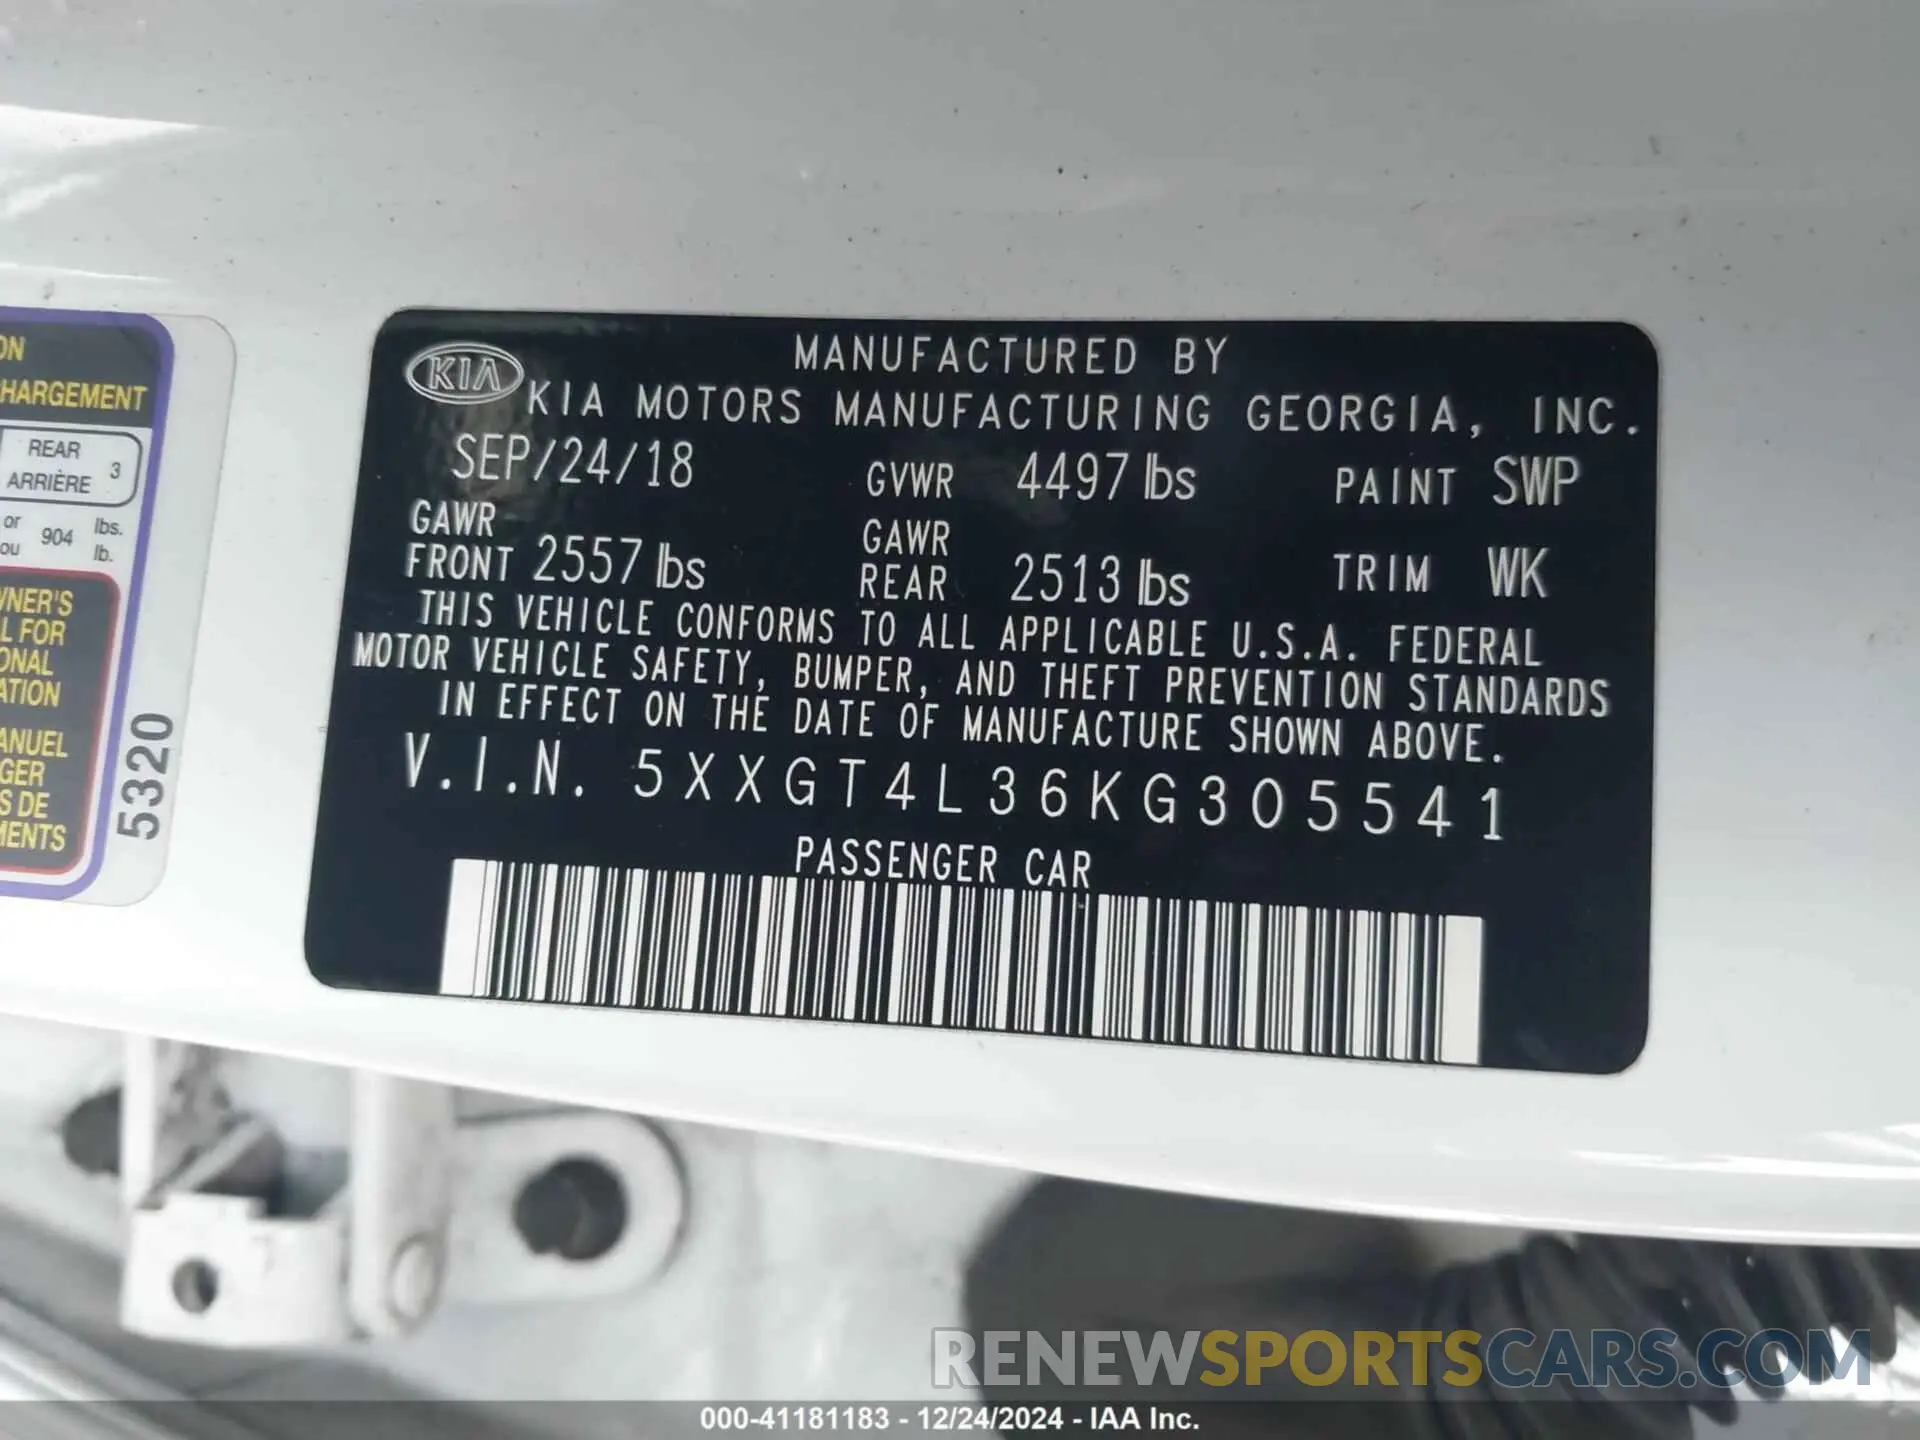 ON
CHARGEMENT
REAR
ARRIÈRE 3
or
ou 904 lbs.
lb.
WNER'S
L FOR
ONAL
ATION
ANUEL
GER
S DE
MENTS
5320
KIA
MANUFACTURED BY
KIA MOTORS MANUFACTURING GEORGIA, INC.
SEP/24/18 GVWR 4497 lbs PAINT SWP
GAWR
FRONT 2557 lbs GAWR
REAR 2513 lbs TRIM WK
THIS VEHICLE CONFORMS TO ALL APPLICABLE U.S.A. FEDERAL
MOTOR VEHICLE SAFETY, BUMPER, AND THEFT PREVENTION STANDARDS
IN EFFECT ON THE DATE OF MANUFACTURE SHOWN ABOVE.
V.I.N. 5XXGT4L36KG305541
PASSENGER CAR
RENEWSPORTSCARS.COM
000-41181183 - 12/24/2024 - IAA Inc.